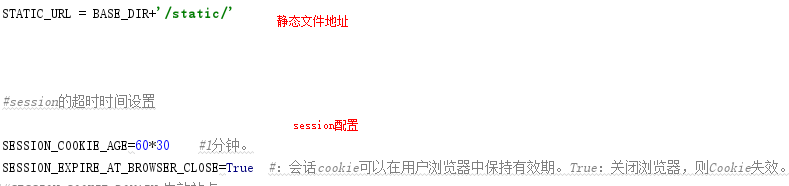 STATIC_URL = BASE_DIR+'/static/'
静态文件地址
#session的超时时间设置
session配置
SESSION_COOKIE_AGE=60*30 #1分钟。
SESSION_EXPIRE_AT_BROWSER_CLOSE=True #：会话cookie可以在用户浏览器中保持有效期。True：关闭浏览器，则Cookie失效。